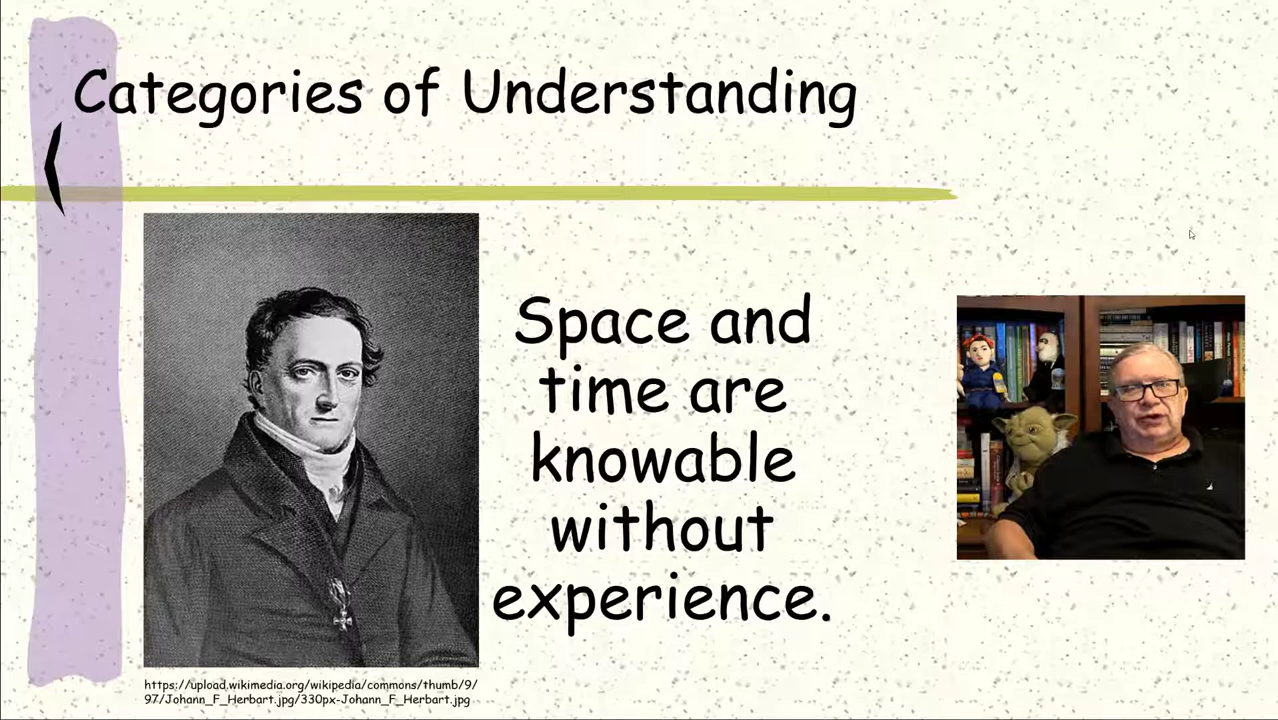 Categories of Understanding
Space and
time are
knowable
without
experience.
https://upload.wikimedia.org/wikipedia/commons/thumb/9/
97/Johann_F_Herbart.jpg/330px-Johann_F_Herbart.jpg